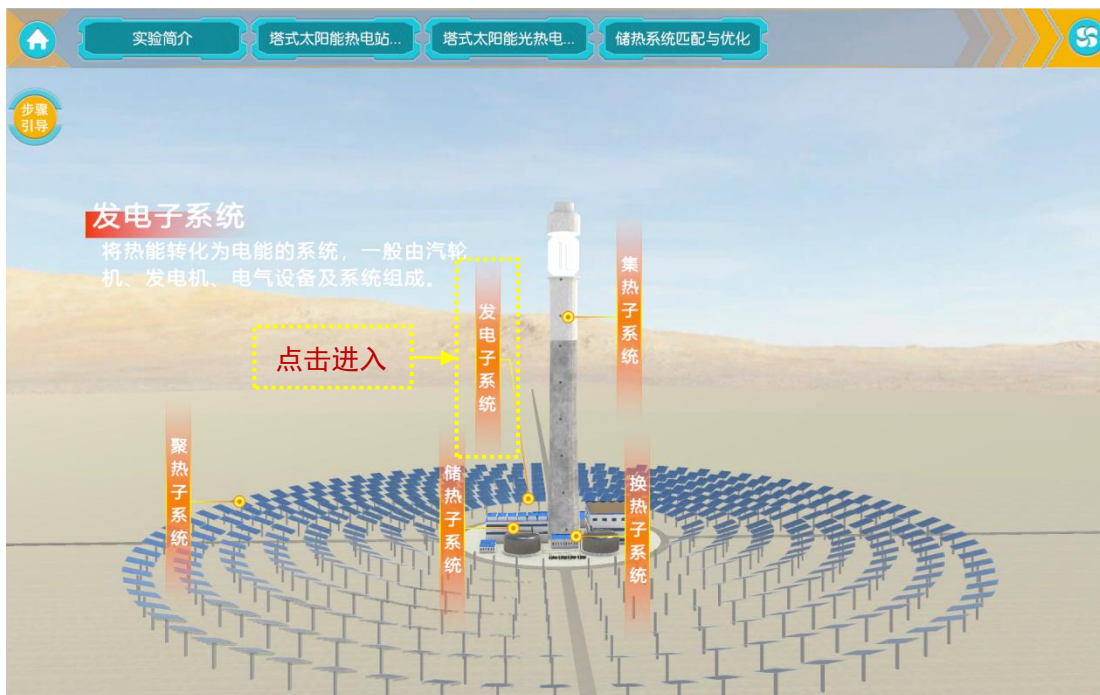 实验简介
塔式太阳能热电站...
塔式太阳能光热电...
储热系统匹配与优化
步骤
引导
发电子系统
将热能转化为电能的系统，一般由汽轮
机、发电机、电气设备及系统组成。
集热子系统
发电子系统
点击进入
聚热子系统
储热子系统
换热子系统